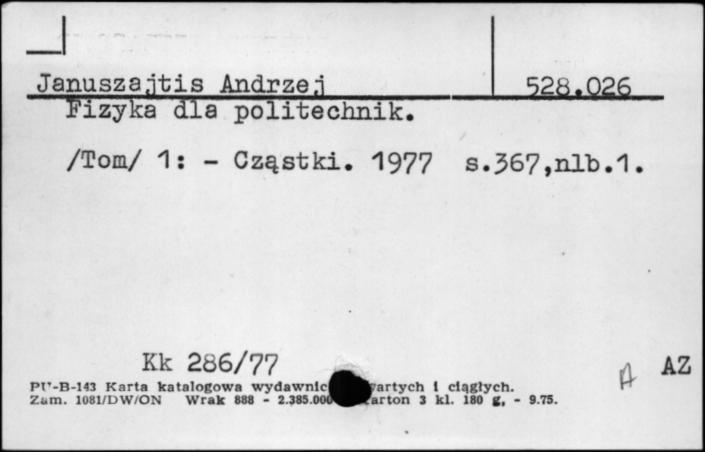 Januszajtis Andrzej 528.026
Fizyka dla politechnik.
/Tom/ 1: - Cząstki. 1977 s.367,nlb.1.
Kk 286/77
A AZ
PU-B-143 Karta katalogowa wydawnic wartych i ciągłych.
Zam. 1081/DW/ON Wrak 888 - 2.385.000 arton 3 kl. 180 g, - 9.75.